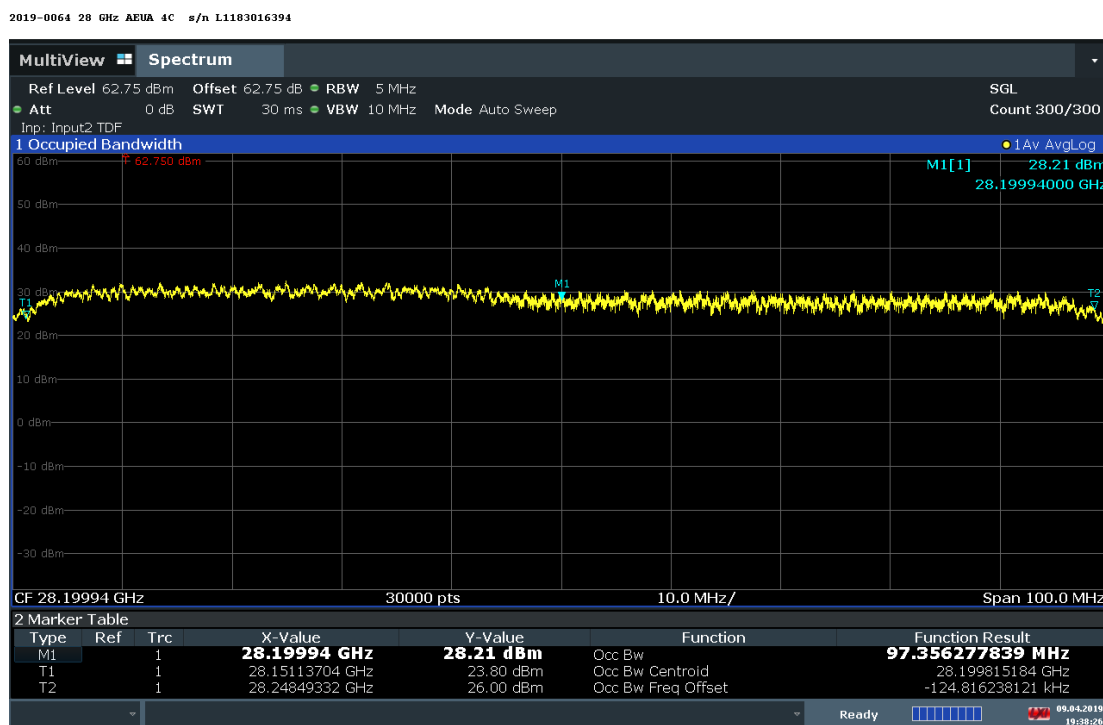 2019-0064 28 GHz AEUA 4C s/n L1183016394
MultiView Spectrum
Ref Level 62.75 dBm Offset 62.75 dB RBW 5 MHz SGL
Att 0 dB SWT 30 ms VBW 10 MHz Mode Auto Sweep Count 300/300
Inp: Input2 TDF
1 Occupied Bandwidth 1Av AvgLog
60 dBm 62.750 dBm M1[1] 28.21 dBm
28.19994000 GHz
50 dBm
40 dBm
M1
30 dBm
T1 T2
20 dBm
10 dBm
0 dBm
-10 dBm
-20 dBm
-30 dBm
CF 28.19994 GHz 30000 pts 10.0 MHz/ Span 100.0 MHz
2 Marker Table
Type Ref Trc X-Value Y-Value Function Function Result
M1 1 28.19994 GHz 28.21 dBm Occ Bw 97.356277839 MHz
T1 1 28.15113704 GHz 23.80 dBm Occ Bw Centroid 28.199815184 GHz
T2 1 28.24849332 GHz 26.00 dBm Occ Bw Freq Offset -124.816238121 kHz
Ready 09.04.2019
19:38:26